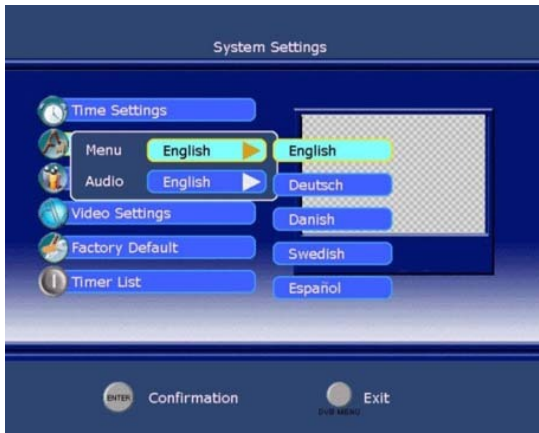 System Settings
Time Settings
Menu English English
Audio English Deutsch
Video Settings Danish
Factory Default Swedish
Timer List Español
ENTER Confirmation DVB MENU Exit